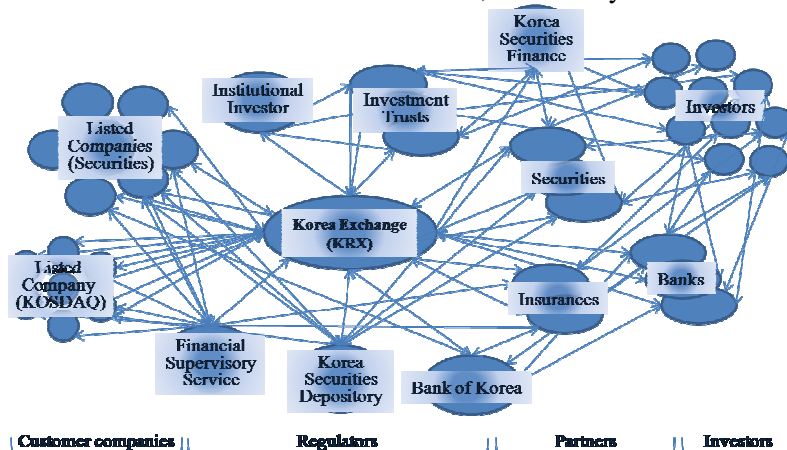 Korea
Securities
Finance
Institutional
Investor
Investment
Trusts
Investors
Listed
Companies
(Securities)
Securities
Korea Exchange
(KRX)
Listed
Company
(KOSDAQ)
Insurances
Banks
Financial
Supervisory
Service
Korea
Securities
Depository
Bank of Korea
Customer companies
Regulators
Partners
Investors